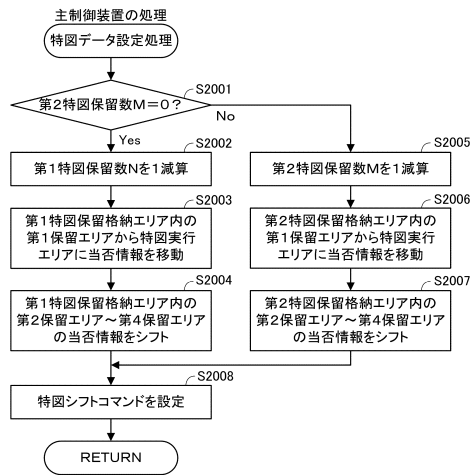 主制御装置の処理
特図データ設定処理
S2001
第2特図保留数M=0?
No
Yes
S2002
第1特図保留数Nを1減算
S2003
第1特図保留格納エリア内の
第1保留エリアから特図実行
エリアに当否情報を移動
S2004
第1特図保留格納エリア内の
第2保留エリア～第4保留エリア
の当否情報をシフト
S2005
第2特図保留数Mを1減算
S2006
第2特図保留格納エリア内の
第1保留エリアから特図実行
エリアに当否情報を移動
S2007
第2特図保留格納エリア内の
第2保留エリア～第4保留エリア
の当否情報をシフト
S2008
特図シフトコマンドを設定
RETURN